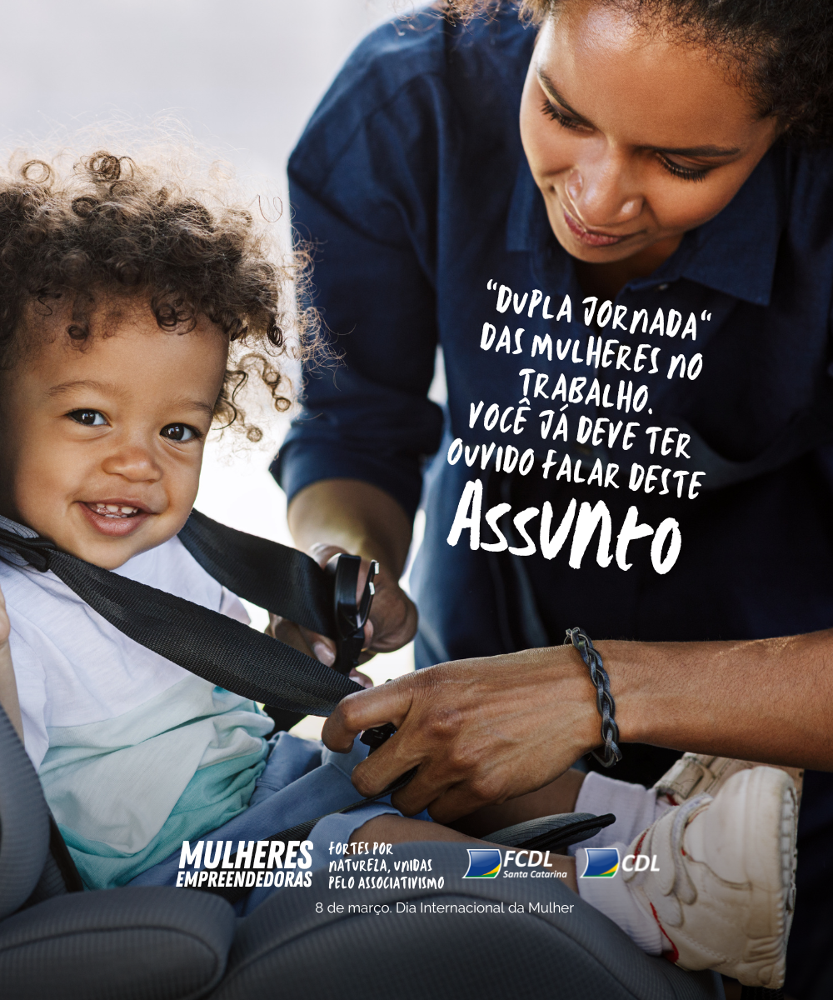 “DUPLA JORNADA“
DAS MULHERES NO
TRABALHO.
VOCÊ JÁ DEVE TER
OUVIDO FALAR DESTE
ASSUNTO
MULHERES
EMPREENDEDORAS
FORTES POR
NATUREZA, UNIDAS
PELO ASSOCIATIVISMO
FCDL
Santa Catarina
CDL
8 de março. Dia Internacional da Mulher